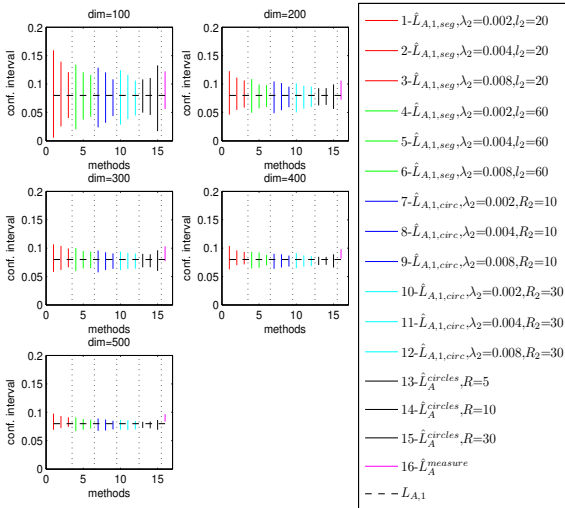 dim=100
0.2
0.15
0.1
0.05
0
conf. interval
0 5 10 15
methods
dim=200
0.2
0.15
0.1
0.05
0
conf. interval
0 5 10 15
methods
dim=300
0.2
0.15
0.1
0.05
0
conf. interval
0 5 10 15
methods
dim=400
0.2
0.15
0.1
0.05
0
conf. interval
0 5 10 15
methods
dim=500
0.2
0.15
0.1
0.05
0
conf. interval
0 5 10 15
methods
1-L̂_{A,1,seg},λ₂=0.002,l₂=20
2-L̂_{A,1,seg},λ₂=0.004,l₂=20
3-L̂_{A,1,seg},λ₂=0.008,l₂=20
4-L̂_{A,1,seg},λ₂=0.002,l₂=60
5-L̂_{A,1,seg},λ₂=0.004,l₂=60
6-L̂_{A,1,seg},λ₂=0.008,l₂=60
7-L̂_{A,1,circ},λ₂=0.002,R₂=10
8-L̂_{A,1,circ},λ₂=0.004,R₂=10
9-L̂_{A,1,circ},λ₂=0.008,R₂=10
10-L̂_{A,1,circ},λ₂=0.002,R₂=30
11-L̂_{A,1,circ},λ₂=0.004,R₂=30
12-L̂_{A,1,circ},λ₂=0.008,R₂=30
13-L̂_A^{circles},R=5
14-L̂_A^{circles},R=10
15-L̂_A^{circles},R=30
16-L̂_A^{measure}
L_{A,1}